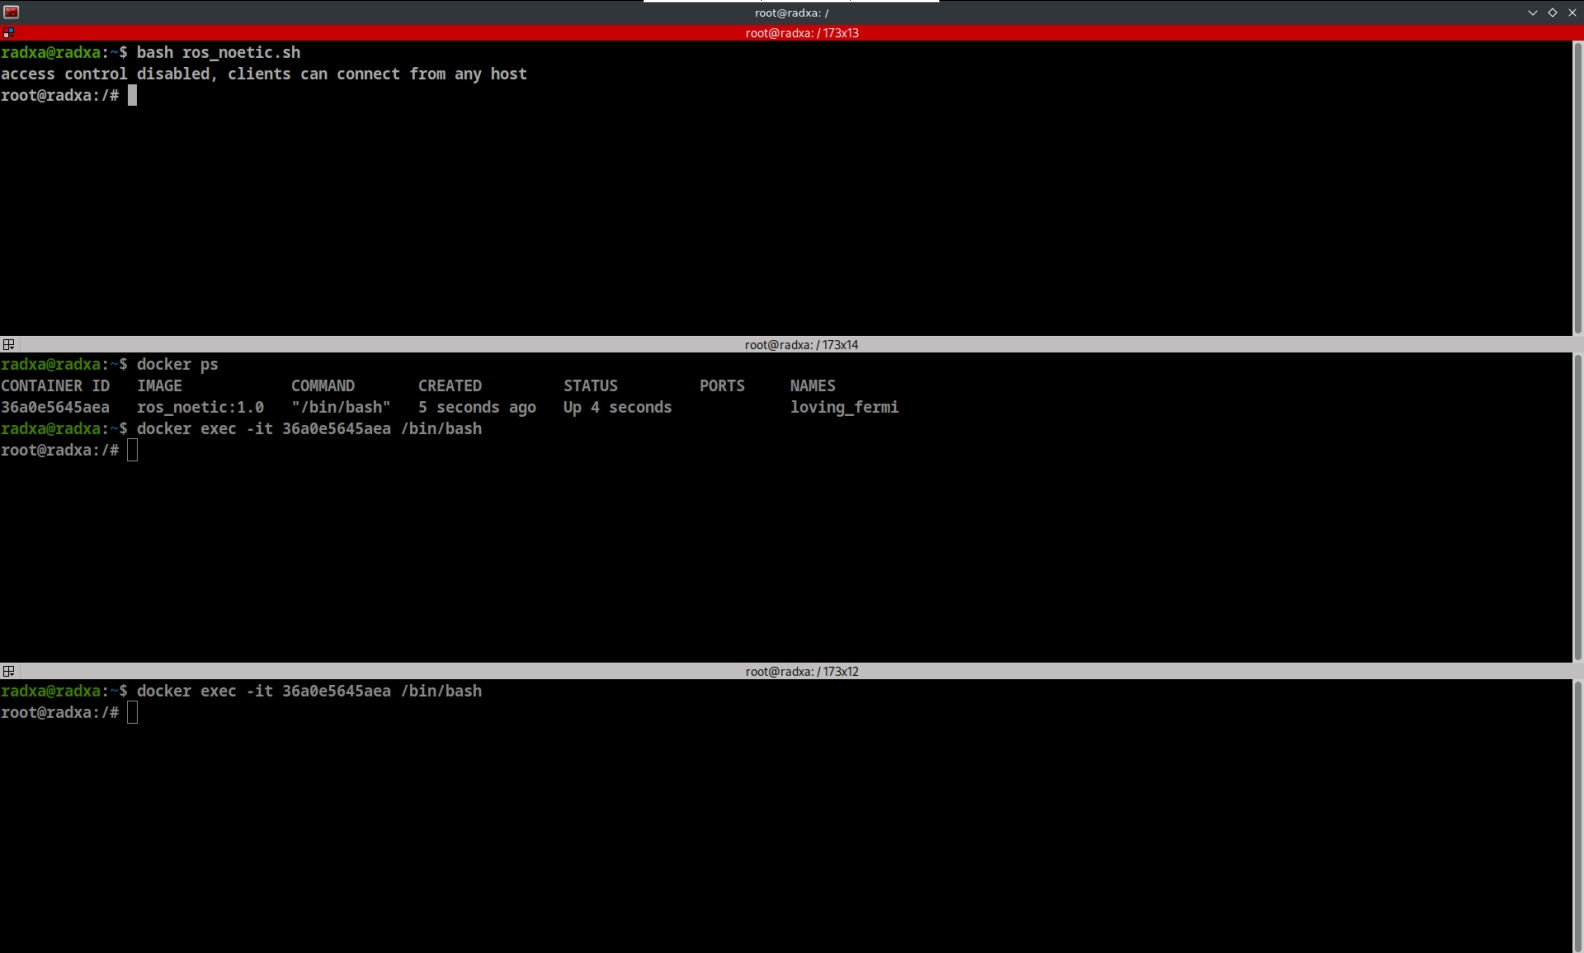 root@radxa: /
root@radxa: / 173x13
radxa@radxa:~$ bash ros_noetic.sh
access control disabled, clients can connect from any host
root@radxa:/#
root@radxa: / 173x14
radxa@radxa:~$ docker ps
CONTAINER ID   IMAGE            COMMAND       CREATED         STATUS         PORTS     NAMES
36a0e5645aea   ros_noetic:1.0   "/bin/bash"   5 seconds ago   Up 4 seconds             loving_fermi
radxa@radxa:~$ docker exec -it 36a0e5645aea /bin/bash
root@radxa:/#
root@radxa: / 173x12
radxa@radxa:~$ docker exec -it 36a0e5645aea /bin/bash
root@radxa:/#